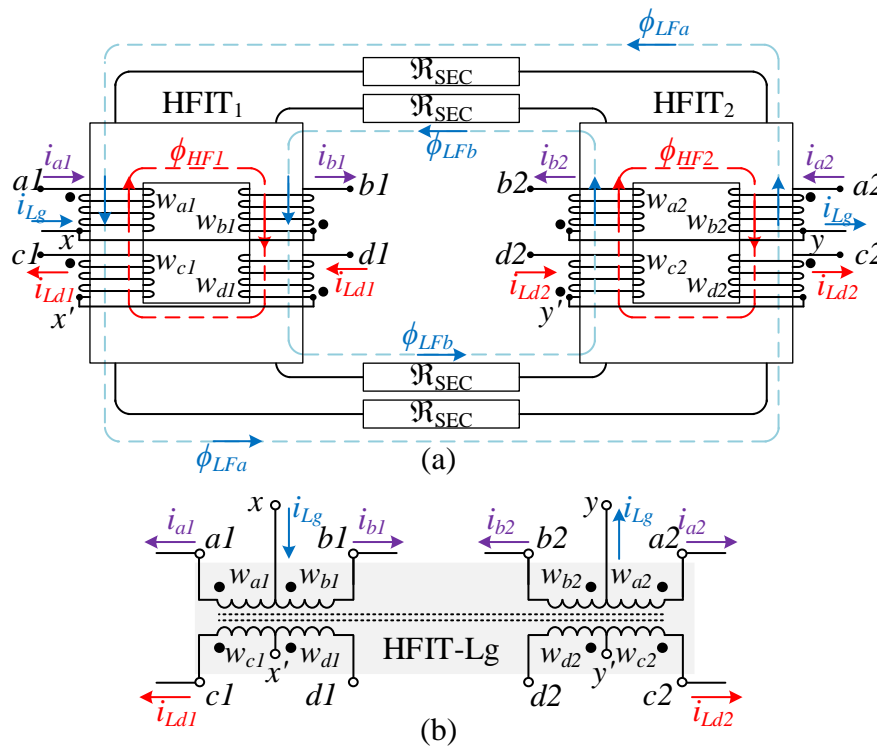 ϕLFa
ℜSEC
HFIT1
ℜSEC
HFIT2
ϕLFb
ia1
ϕHF1
ib1
ib2
ϕHF2
ia2
a1
b1
b2
a2
iLg
wa1
wb1
wa2
wb2
iLg
x
y
c1
d1
d2
c2
wc1
wd1
wc2
wd2
iLd1
iLd1
iLd2
iLd2
x'
y'
ϕLFb
ℜSEC
ℜSEC
ϕLFa
(a)
x
y
ia1
iLg
ib1
ib2
iLg
ia2
a1
b1
b2
a2
wa1
wb1
wb2
wa2
HFIT-Lg
wc1
x'
wd1
wd2
y'
wc2
c1
d1
d2
c2
iLd1
iLd2
(b)